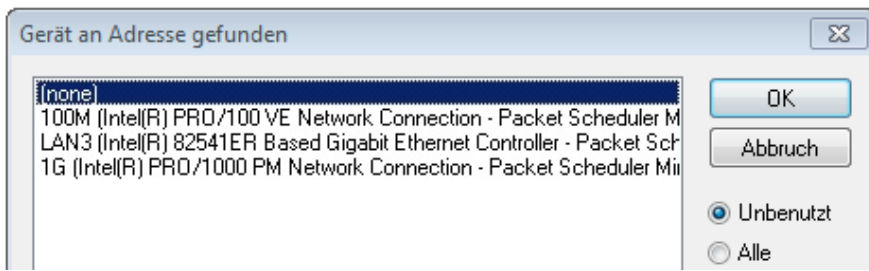 Gerät an Adresse gefunden
(none)
100M (Intel(R) PRO/100 VE Network Connection - Packet Scheduler M
LAN3 (Intel(R) 82541ER Based Gigabit Ethernet Controller - Packet Sch
1G (Intel(R) PRO/1000 PM Network Connection - Packet Scheduler Mi
OK
Abbruch
Unbenutzt
Alle